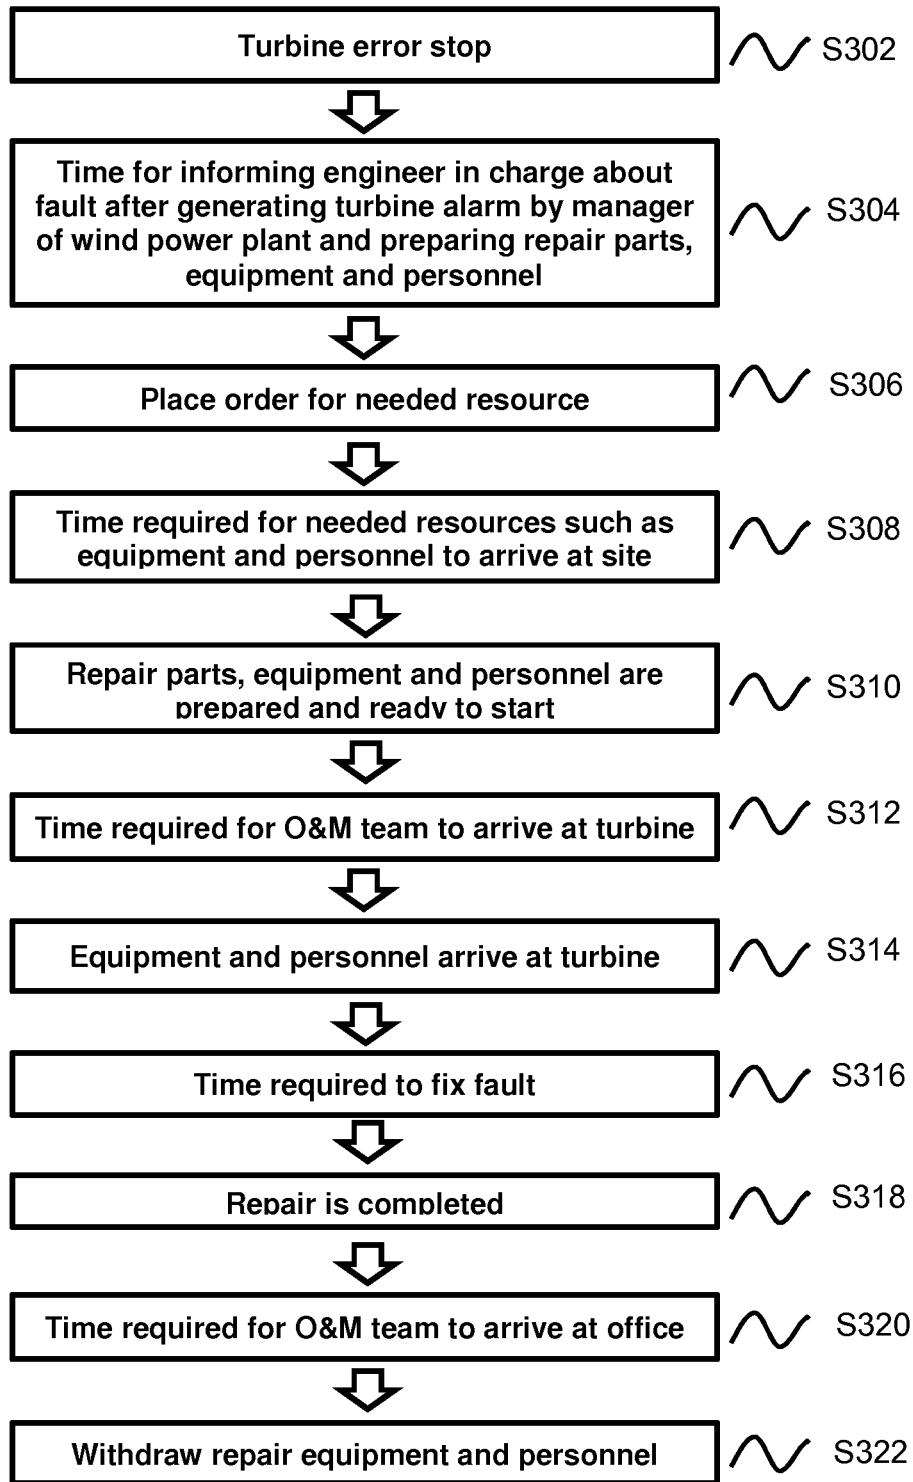 Turbine error stop
S302
Time for informing engineer in charge about
fault after generating turbine alarm by manager
of wind power plant and preparing repair parts,
equipment and personnel
S304
Place order for needed resource
S306
Time required for needed resources such as
equipment and personnel to arrive at site
S308
Repair parts, equipment and personnel are
prepared and ready to start
S310
Time required for O&M team to arrive at turbine
S312
Equipment and personnel arrive at turbine
S314
Time required to fix fault
S316
Repair is completed
S318
Time required for O&M team to arrive at office
S320
Withdraw repair equipment and personnel
S322